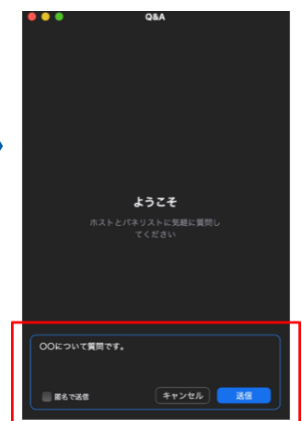 Q&A
ようこそ
ホストとパネリストに気軽に質問し
てください
〇〇について質問です。
匿名で送信
キャンセル
送信